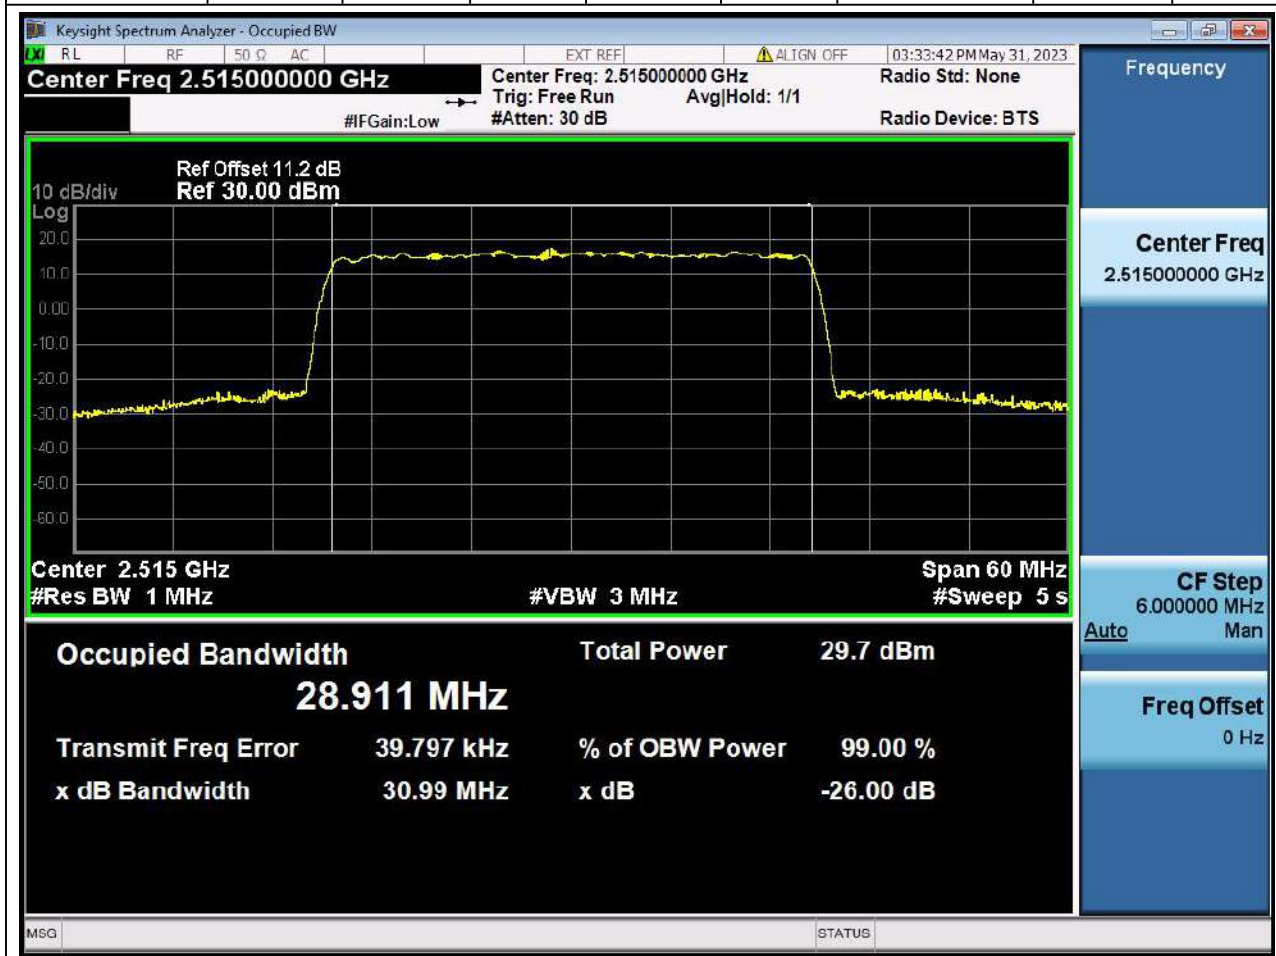 Keysight Spectrum Analyzer - Occupied BW
LXI RL RF 50 Ω AC EXT REF ALIGN OFF 03:33:42 PM May 31, 2023
Center Freq 2.515000000 GHz
Center Freq: 2.515000000 GHz
Radio Std: None
Trig: Free Run Avg|Hold: 1/1
#IFGain:Low
#Atten: 30 dB
Radio Device: BTS
Frequency
Ref Offset 11.2 dB
10 dB/div Ref 30.00 dBm
Log
20.0
10.0
0.00
-10.0
-20.0
-30.0
-40.0
-50.0
-60.0
Center 2.515 GHz Span 60 MHz
#Res BW 1 MHz #VBW 3 MHz #Sweep 5 s
Center Freq
2.515000000 GHz
CF Step
6.000000 MHz
Auto Man
Freq Offset
0 Hz
Occupied Bandwidth Total Power 29.7 dBm
28.911 MHz
Transmit Freq Error 39.797 kHz % of OBW Power 99.00 %
x dB Bandwidth 30.99 MHz x dB -26.00 dB
MSG STATUS